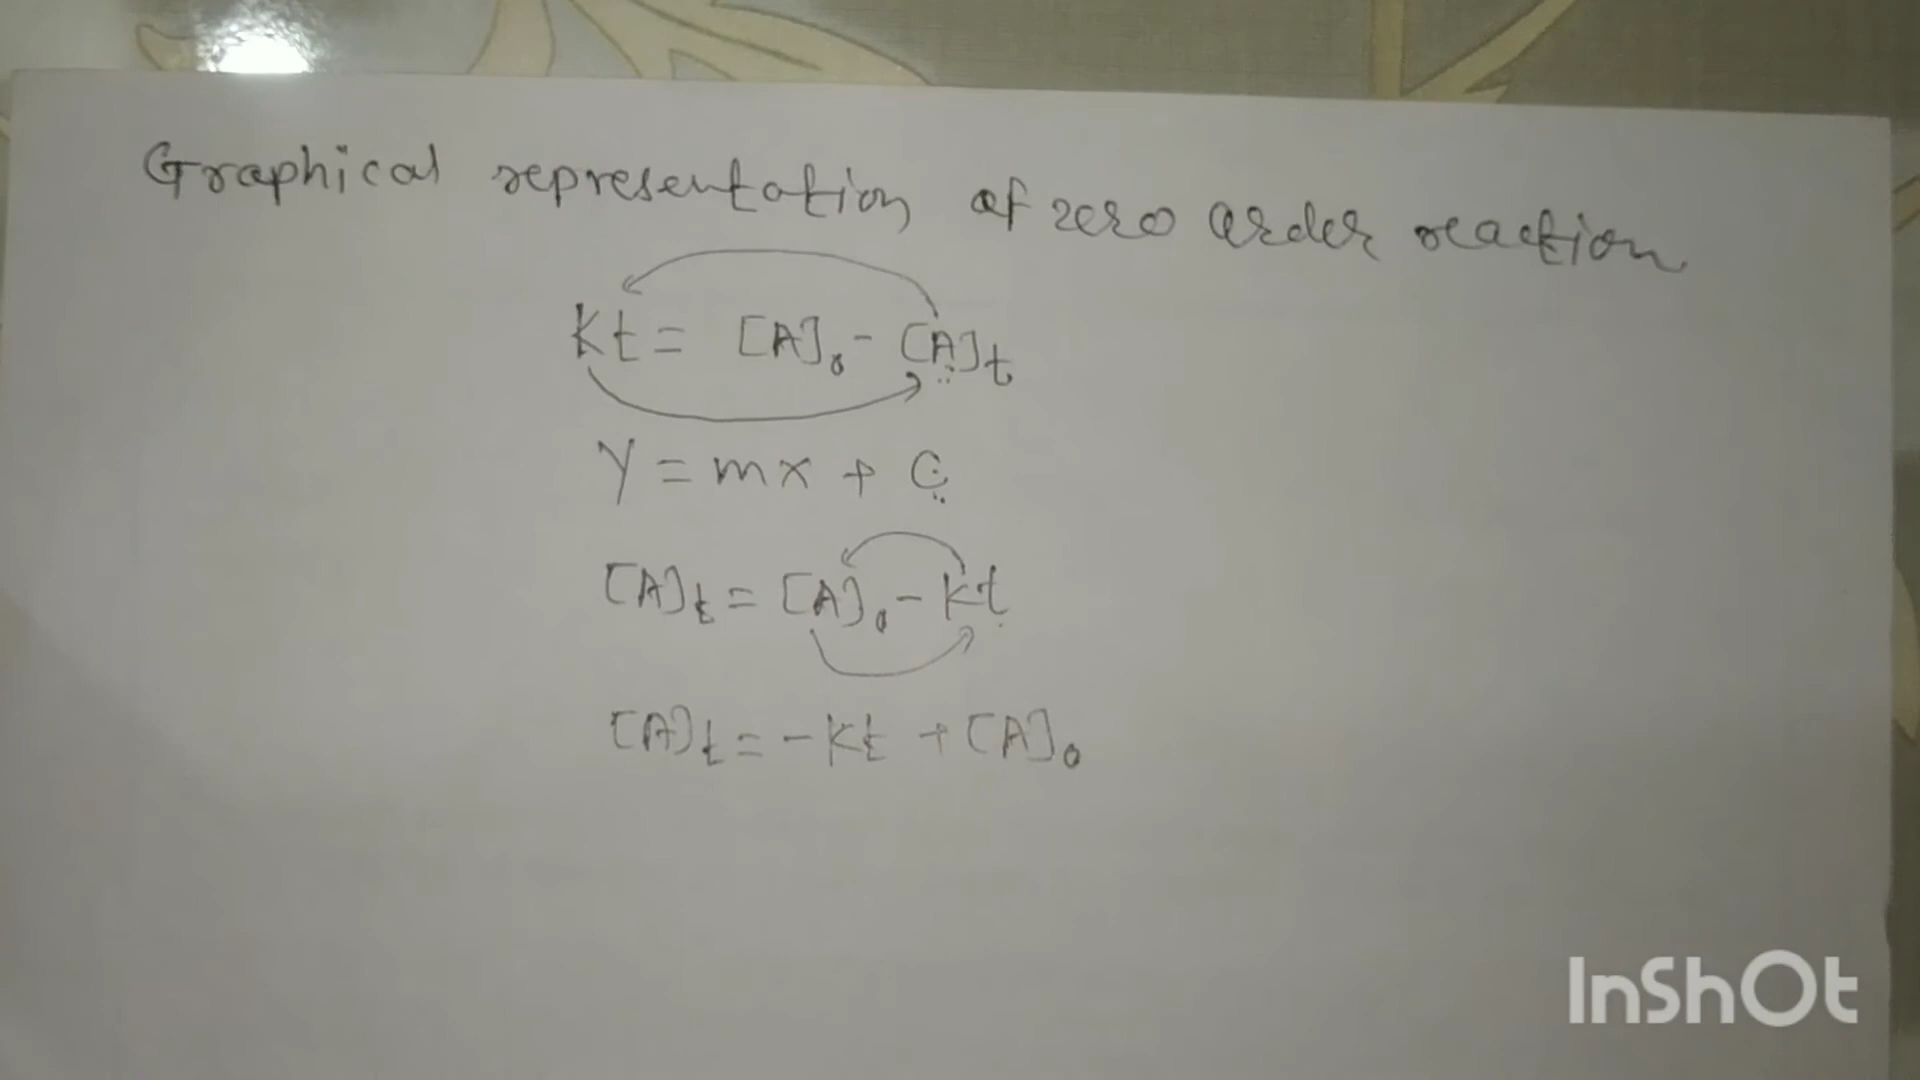 Graphical representation of zero order reaction
Kt = [A]₀ - [A]t
Y = mx + C
[A]t = [A]₀ - Kt
[A]t = -Kt + [A]₀
InShOt